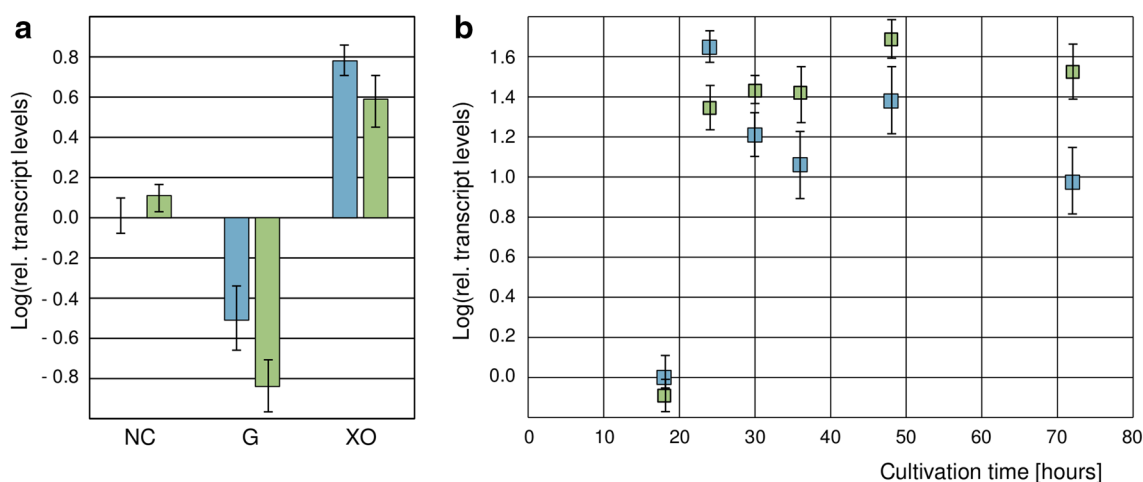 a
Log(rel. transcript levels)
0.8
0.6
0.4
0.2
0.0
- 0.2
- 0.4
- 0.6
- 0.8
NC G XO
b
Log(rel. transcript levels)
1.6
1.4
1.2
1.0
0.8
0.6
0.4
0.2
0.0
0 10 20 30 40 50 60 70 80
Cultivation time [hours]